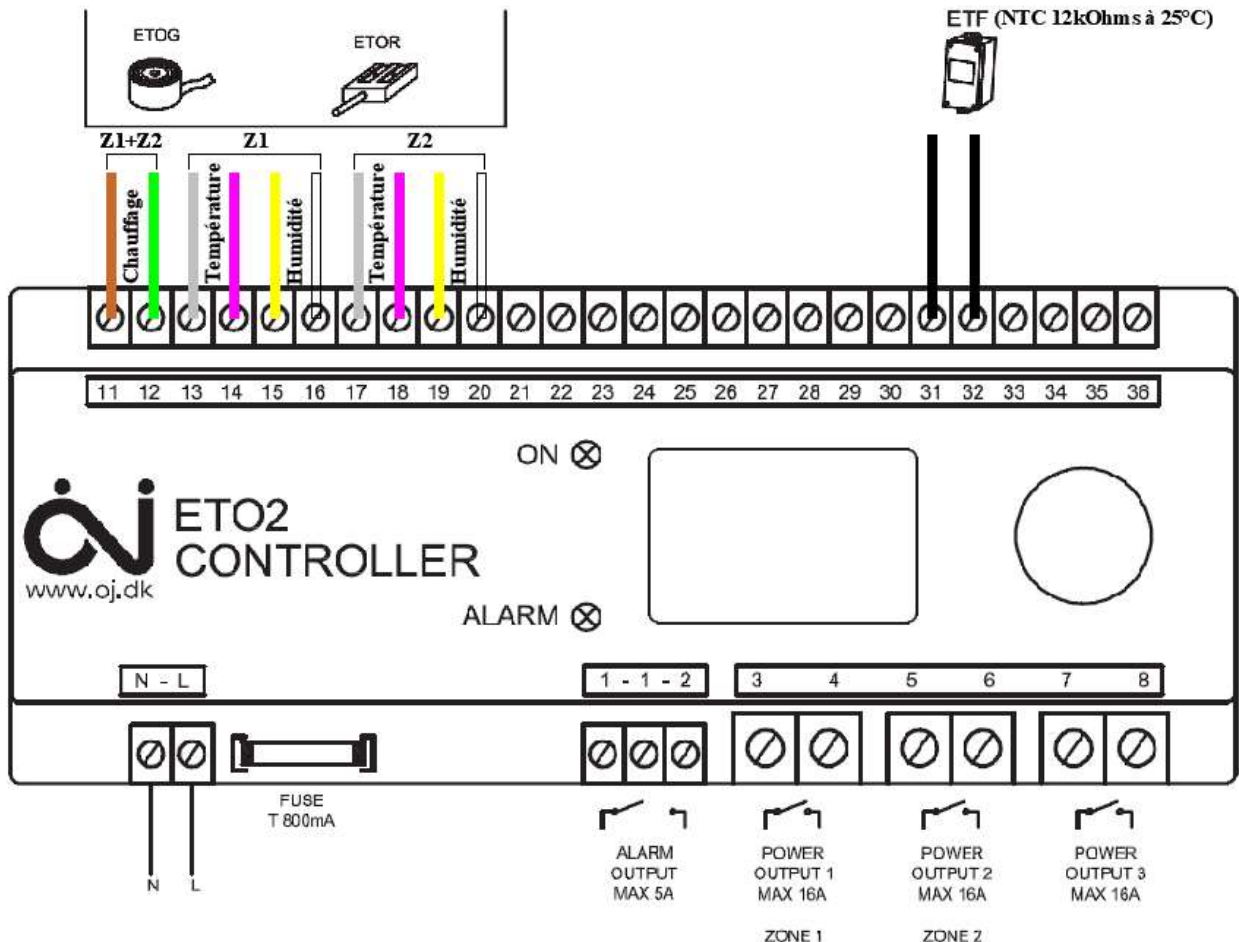 ETOG
ETOR
ETF (NTC 12kOhms à 25°C)
Z1+Z2
Z1
Z2
Chauffage
Température
Humidité
Température
Humidité
11 12 13 14 15 16 17 18 19 20 21 22 23 24 25 26 27 28 29 30 31 32 33 34 35 36
ON
OJ
www.oj.dk
ETO2
CONTROLLER
ALARM
N - L
1 - 1 - 2
3 4 5 6 7 8
FUSE
T 800mA
N L
ALARM
OUTPUT
MAX 5A
POWER
OUTPUT 1
MAX 16A
ZONE 1
POWER
OUTPUT 2
MAX 16A
ZONE 2
POWER
OUTPUT 3
MAX 16A